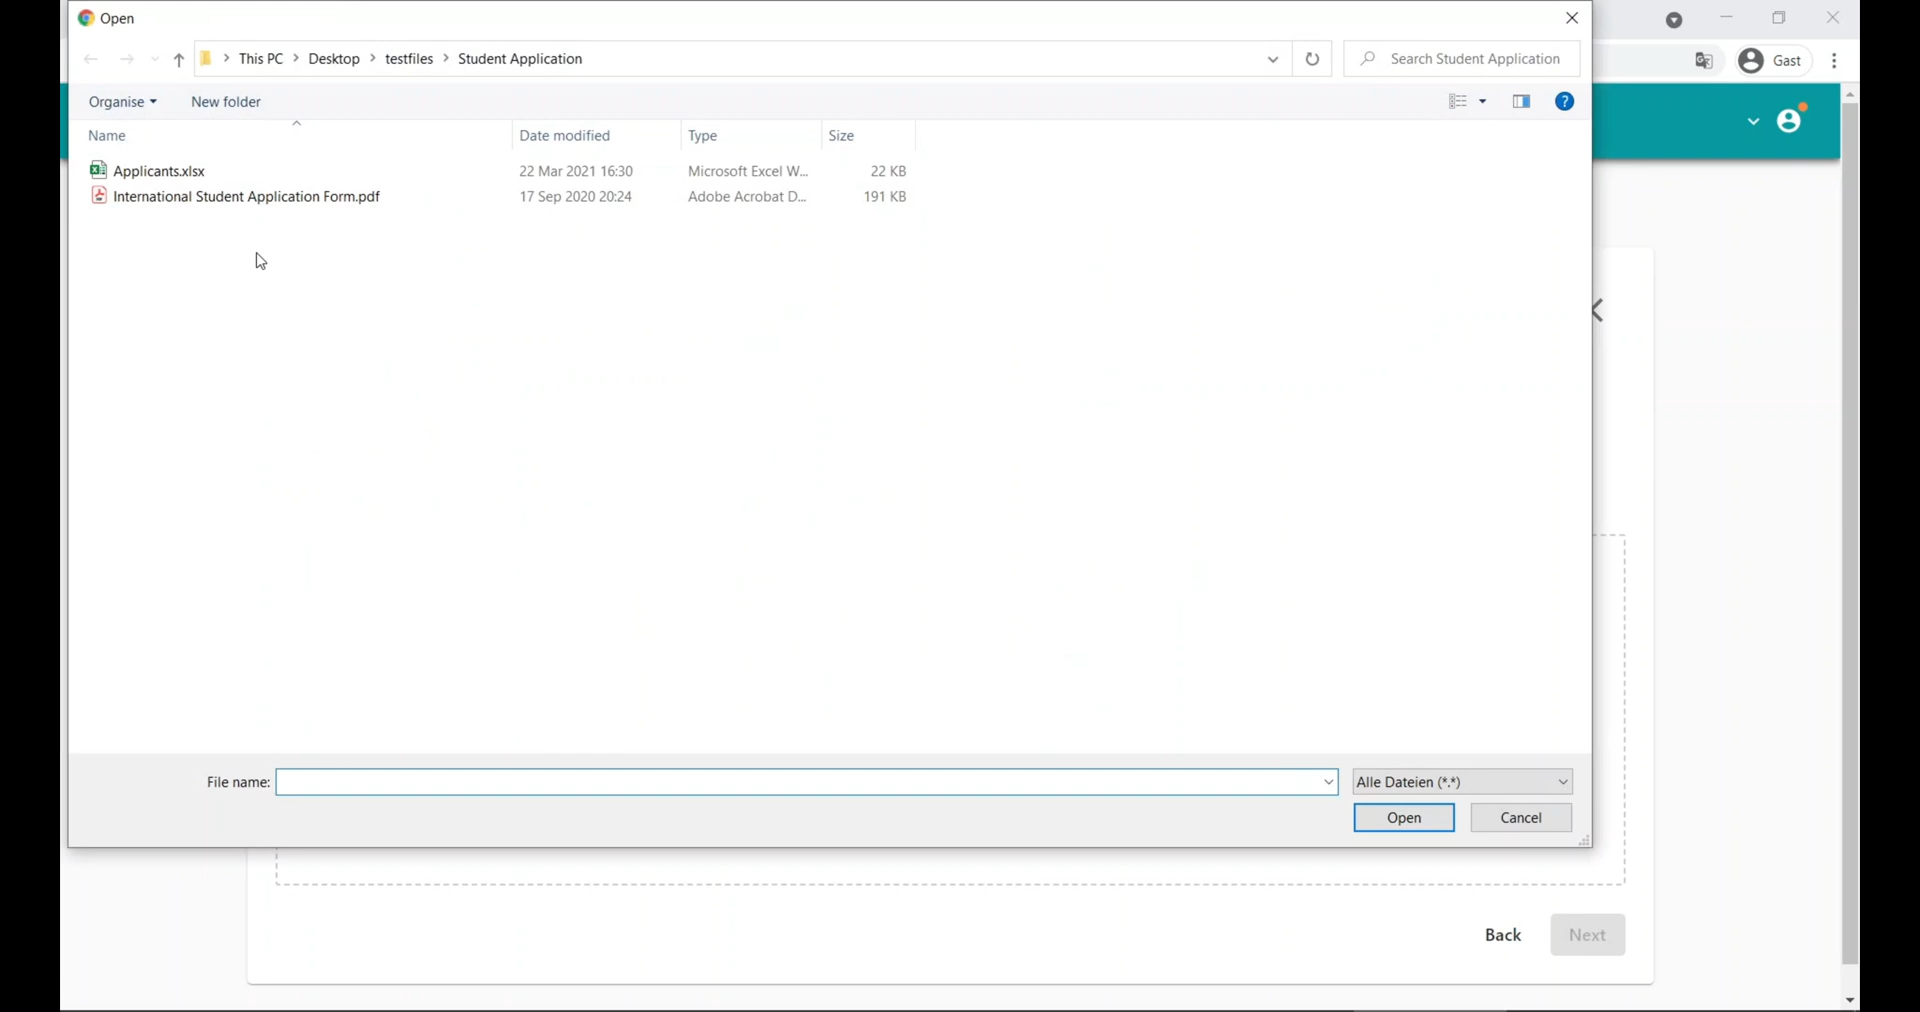 Open
This PC > Desktop > testfiles > Student Application
Search Student Application
Gast
Organise
New folder
Name
Date modified
Type
Size
Applicants.xlsx
22 Mar 2021 16:30
Microsoft Excel W...
22 KB
International Student Application Form.pdf
17 Sep 2020 20:24
Adobe Acrobat D...
191 KB
File name:
Alle Dateien (*.*)
Open
Cancel
Back
Next